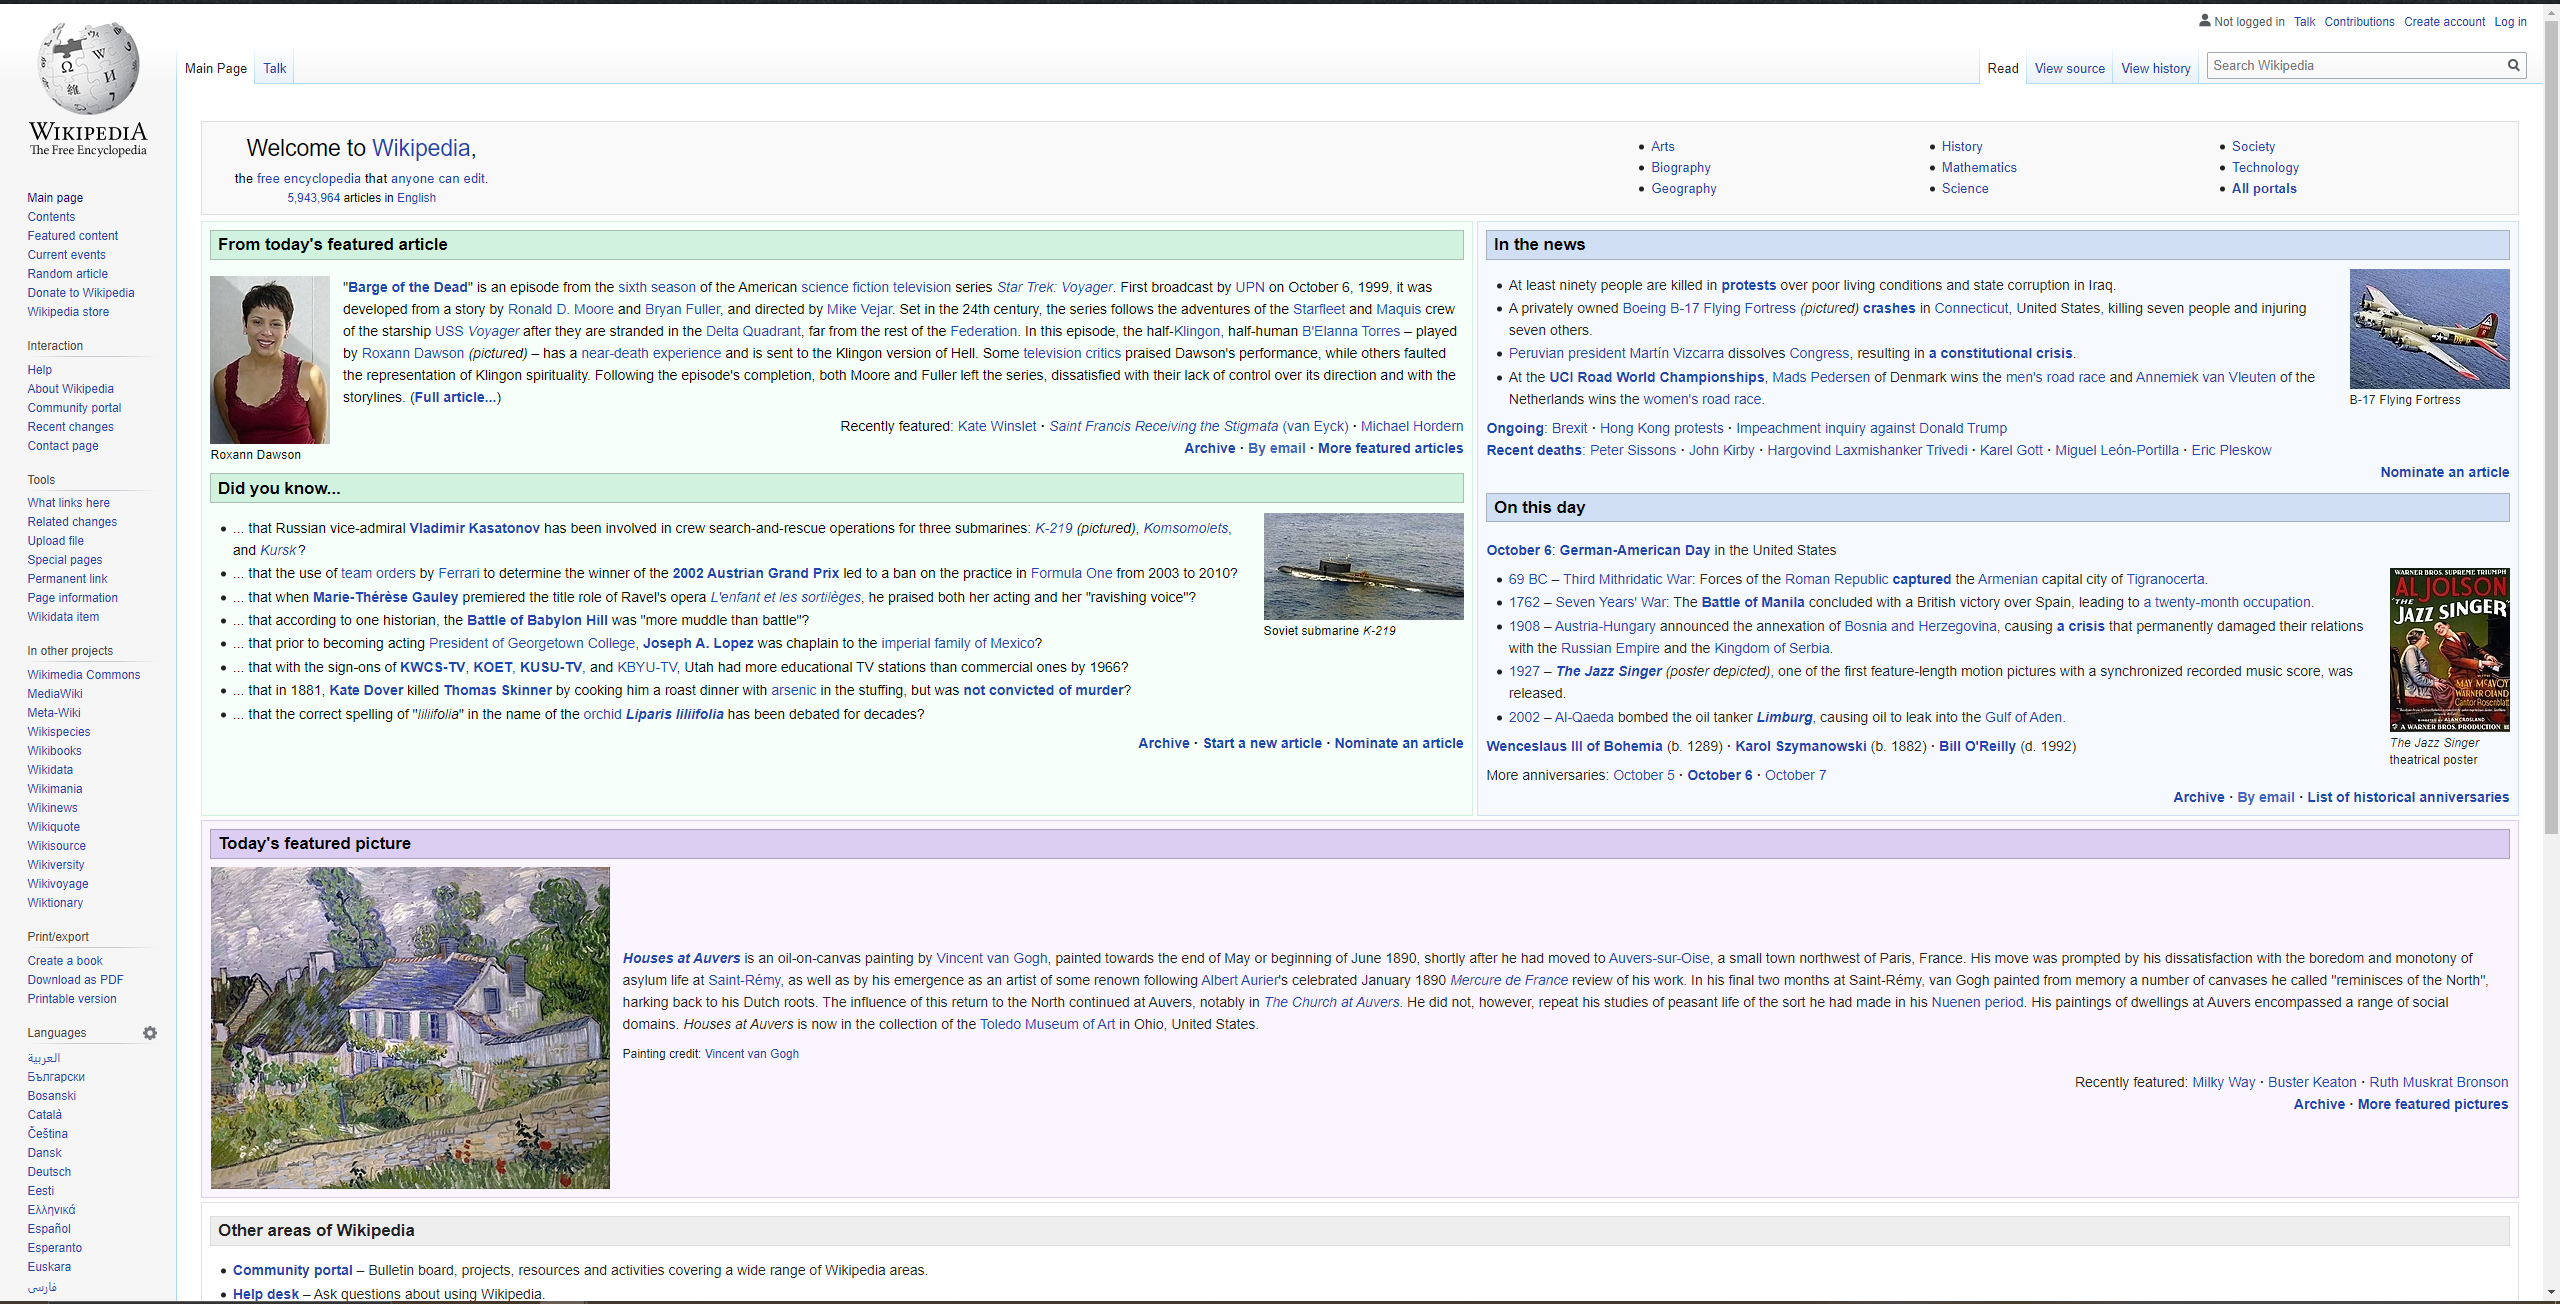 Not logged in Talk Contributions Create account Log in
Main Page Talk
Read View source View history Search Wikipedia
WIKIPEDIA
The Free Encyclopedia
Main page
Contents
Featured content
Current events
Random article
Donate to Wikipedia
Wikipedia store
Interaction
Help
About Wikipedia
Community portal
Recent changes
Contact page
Tools
What links here
Related changes
Upload file
Special pages
Permanent link
Page information
Wikidata item
In other projects
Wikimedia Commons
MediaWiki
Meta-Wiki
Wikispecies
Wikibooks
Wikidata
Wikimania
Wikinews
Wikiquote
Wikisource
Wikiversity
Wikivoyage
Wiktionary
Print/export
Create a book
Download as PDF
Printable version
Languages
العربية
Български
Bosanski
Català
Čeština
Dansk
Deutsch
Eesti
Ελληνικά
Español
Esperanto
Euskara
فارسی
Welcome to Wikipedia,
the free encyclopedia that anyone can edit.
5,943,964 articles in English
Arts
Biography
Geography
History
Mathematics
Science
Society
Technology
All portals
From today's featured article
"Barge of the Dead" is an episode from the sixth season of the American science fiction television series Star Trek: Voyager. First broadcast by UPN on October 6, 1999, it was
developed from a story by Ronald D. Moore and Bryan Fuller, and directed by Mike Vejar. Set in the 24th century, the series follows the adventures of the Starfleet and Maquis crew
of the starship USS Voyager after they are stranded in the Delta Quadrant, far from the rest of the Federation. In this episode, the half-Klingon, half-human B'Elanna Torres – played
by Roxann Dawson (pictured) – has a near-death experience and is sent to the Klingon version of Hell. Some television critics praised Dawson's performance, while others faulted
the representation of Klingon spirituality. Following the episode's completion, both Moore and Fuller left the series, dissatisfied with their lack of control over its direction and with the
storylines. (Full article...)
Roxann Dawson
Recently featured: Kate Winslet · Saint Francis Receiving the Stigmata (van Eyck) · Michael Hordern
Archive · By email · More featured articles
Did you know...
... that Russian vice-admiral Vladimir Kasatonov has been involved in crew search-and-rescue operations for three submarines: K-219 (pictured), Komsomolets,
and Kursk?
... that the use of team orders by Ferrari to determine the winner of the 2002 Austrian Grand Prix led to a ban on the practice in Formula One from 2003 to 2010?
... that when Marie-Thérèse Gauley premiered the title role of Ravel's opera L'enfant et les sortilèges, he praised both her acting and her "ravishing voice"?
... that according to one historian, the Battle of Babylon Hill was "more muddle than battle"?
... that prior to becoming acting President of Georgetown College, Joseph A. Lopez was chaplain to the imperial family of Mexico?
... that with the sign-ons of KWCS-TV, KOET, KUSU-TV, and KBYU-TV, Utah had more educational TV stations than commercial ones by 1966?
... that in 1881, Kate Dover killed Thomas Skinner by cooking him a roast dinner with arsenic in the stuffing, but was not convicted of murder?
... that the correct spelling of "liliifolia" in the name of the orchid Liparis liliifolia has been debated for decades?
Soviet submarine K-219
Archive · Start a new article · Nominate an article
In the news
At least ninety people are killed in protests over poor living conditions and state corruption in Iraq.
A privately owned Boeing B-17 Flying Fortress (pictured) crashes in Connecticut, United States, killing seven people and injuring
seven others.
Peruvian president Martín Vizcarra dissolves Congress, resulting in a constitutional crisis.
At the UCI Road World Championships, Mads Pedersen of Denmark wins the men's road race and Annemiek van Vleuten of the
Netherlands wins the women's road race.
B-17 Flying Fortress
Ongoing: Brexit · Hong Kong protests · Impeachment inquiry against Donald Trump
Recent deaths: Peter Sissons · John Kirby · Hargovind Laxmishanker Trivedi · Karel Gott · Miguel León-Portilla · Eric Pleskow
Nominate an article
On this day
October 6: German-American Day in the United States
69 BC – Third Mithridatic War: Forces of the Roman Republic captured the Armenian capital city of Tigranocerta.
1762 – Seven Years' War: The Battle of Manila concluded with a British victory over Spain, leading to a twenty-month occupation.
1908 – Austria-Hungary announced the annexation of Bosnia and Herzegovina, causing a crisis that permanently damaged their relations
with the Russian Empire and the Kingdom of Serbia.
1927 – The Jazz Singer (poster depicted), one of the first feature-length motion pictures with a synchronized recorded music score, was
released.
2002 – Al-Qaeda bombed the oil tanker Limburg, causing oil to leak into the Gulf of Aden.
WARNER BROS. SUPREME TRIUMPH
AL JOLSON
"THE
JAZZ SINGER"
MAY McAVOY
WARNER OLAND
Cantor Rosenblatt
A WARNER BROS. PRODUCTION
The Jazz Singer
theatrical poster
Wenceslaus III of Bohemia (b. 1289) · Karol Szymanowski (b. 1882) · Bill O'Reilly (d. 1992)
More anniversaries: October 5 · October 6 · October 7
Archive · By email · List of historical anniversaries
Today's featured picture
Houses at Auvers is an oil-on-canvas painting by Vincent van Gogh, painted towards the end of May or beginning of June 1890, shortly after he had moved to Auvers-sur-Oise, a small town northwest of Paris, France. His move was prompted by his dissatisfaction with the boredom and monotony of
asylum life at Saint-Rémy, as well as by his emergence as an artist of some renown following Albert Aurier's celebrated January 1890 Mercure de France review of his work. In his final two months at Saint-Rémy, van Gogh painted from memory a number of canvases he called "reminisces of the North",
harking back to his Dutch roots. The influence of this return to the North continued at Auvers, notably in The Church at Auvers. He did not, however, repeat his studies of peasant life of the sort he had made in his Nuenen period. His paintings of dwellings at Auvers encompassed a range of social
domains. Houses at Auvers is now in the collection of the Toledo Museum of Art in Ohio, United States.
Painting credit: Vincent van Gogh
Recently featured: Milky Way · Buster Keaton · Ruth Muskrat Bronson
Archive · More featured pictures
Other areas of Wikipedia
Community portal – Bulletin board, projects, resources and activities covering a wide range of Wikipedia areas.
Help desk – Ask questions about using Wikipedia.